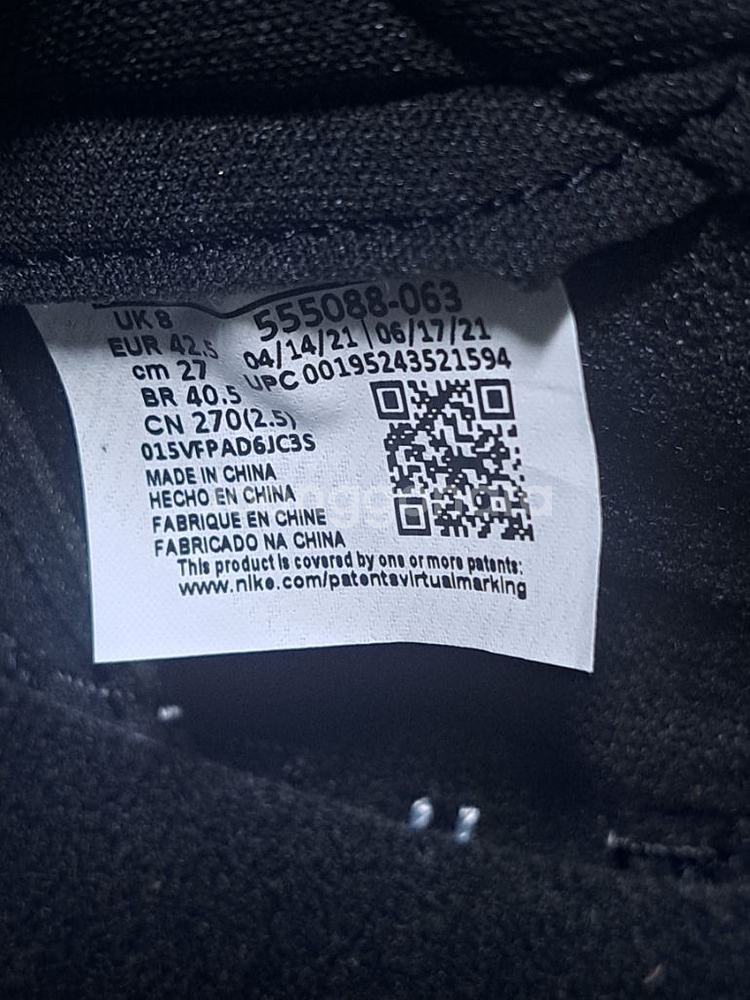 UK 8
EUR 42.5
cm 27
BR 40.5
CN 270(2.5)
555088-063
04/14/21 | 06/17/21
UPC 00195243521594
015VFPAD6JC3S
MADE IN CHINA
HECHO EN CHINA
FABRIQUE EN CHINE
FABRICADO NA CHINA
This product is covered by one or more patents:
www.nike.com/patentsvirtualmarking